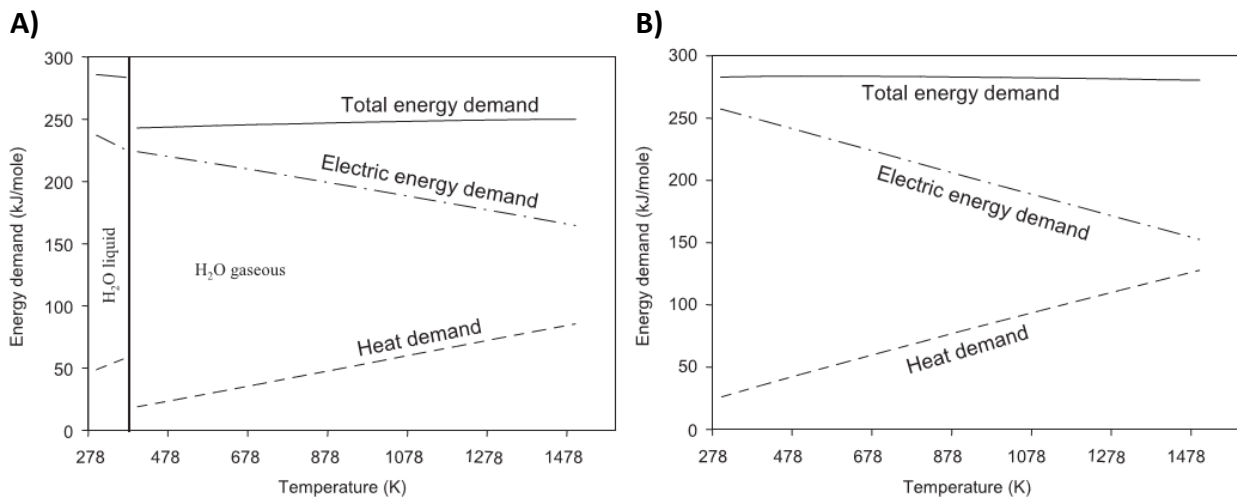 A)
300
250
200
150
100
50
0
Energy demand (kJ/mole)
Total energy demand
Electric energy demand
H₂O liquid
H₂O gaseous
Heat demand
278 478 678 878 1078 1278 1478
Temperature (K)
B)
300
250
200
150
100
50
0
Energy demand (kJ/mole)
Total energy demand
Electric energy demand
Heat demand
278 478 678 878 1078 1278 1478
Temperature (K)